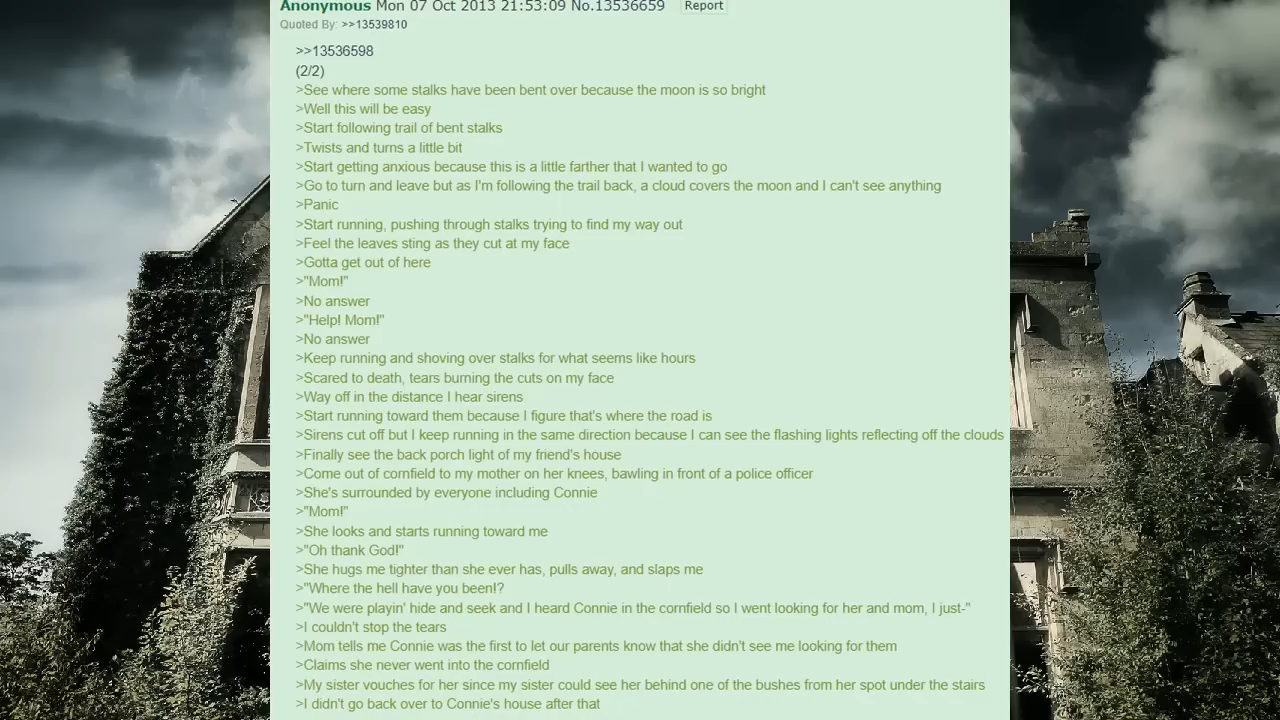 Anonymous Mon 07 Oct 2013 21:53:09 No.13536659 Report
Quoted By: >>13539810
>>13536598
(2/2)
>See where some stalks have been bent over because the moon is so bright
>Well this will be easy
>Start following trail of bent stalks
>Twists and turns a little bit
>Start getting anxious because this is a little farther that I wanted to go
>Go to turn and leave but as I'm following the trail back, a cloud covers the moon and I can't see anything
>Panic
>Start running, pushing through stalks trying to find my way out
>Feel the leaves sting as they cut at my face
>Gotta get out of here
>"Mom!"
>No answer
>"Help! Mom!"
>No answer
>Keep running and shoving over stalks for what seems like hours
>Scared to death, tears burning the cuts on my face
>Way off in the distance I hear sirens
>Start running toward them because I figure that's where the road is
>Sirens cut off but I keep running in the same direction because I can see the flashing lights reflecting off the clouds
>Finally see the back porch light of my friend's house
>Come out of cornfield to my mother on her knees, bawling in front of a police officer
>She's surrounded by everyone including Connie
>"Mom!"
>She looks and starts running toward me
>"Oh thank God!"
>She hugs me tighter than she ever has, pulls away, and slaps me
>"Where the hell have you been!?
>"We were playin' hide and seek and I heard Connie in the cornfield so I went looking for her and mom, I just-"
>I couldn't stop the tears
>Mom tells me Connie was the first to let our parents know that she didn't see me looking for them
>Claims she never went into the cornfield
>My sister vouches for her since my sister could see her behind one of the bushes from her spot under the stairs
>I didn't go back over to Connie's house after that